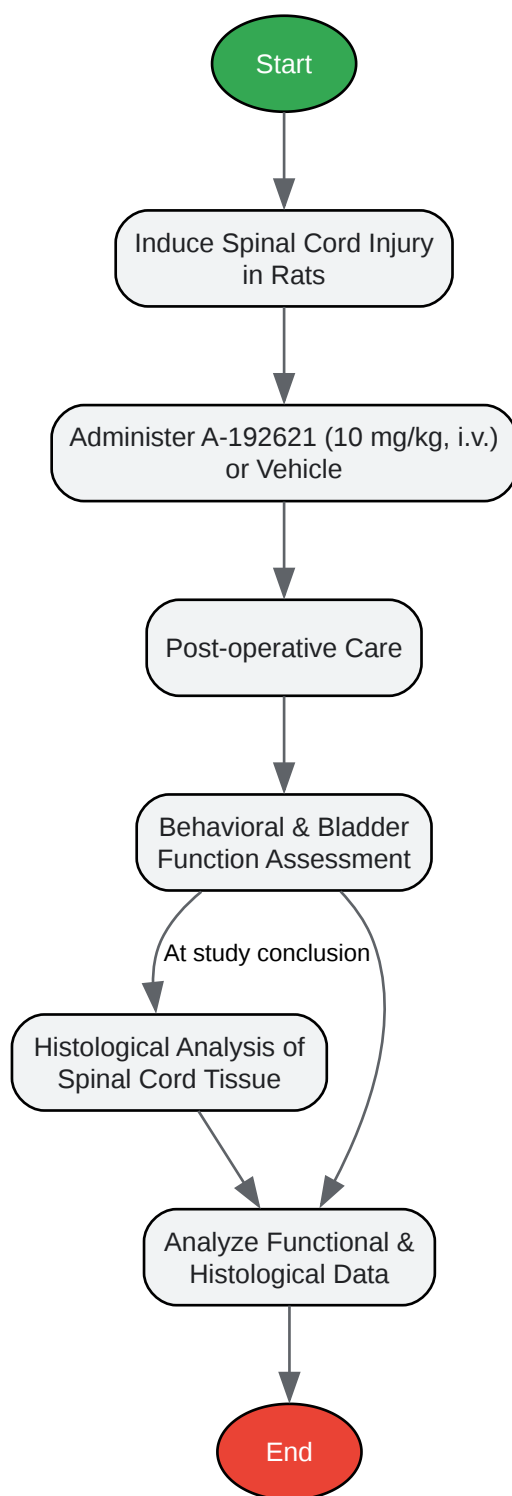 Start
Induce Spinal Cord Injury
in Rats
Administer A-192621 (10 mg/kg, i.v.)
or Vehicle
Post-operative Care
Behavioral & Bladder
Function Assessment
At study conclusion
Histological Analysis of
Spinal Cord Tissue
Analyze Functional &
Histological Data
End